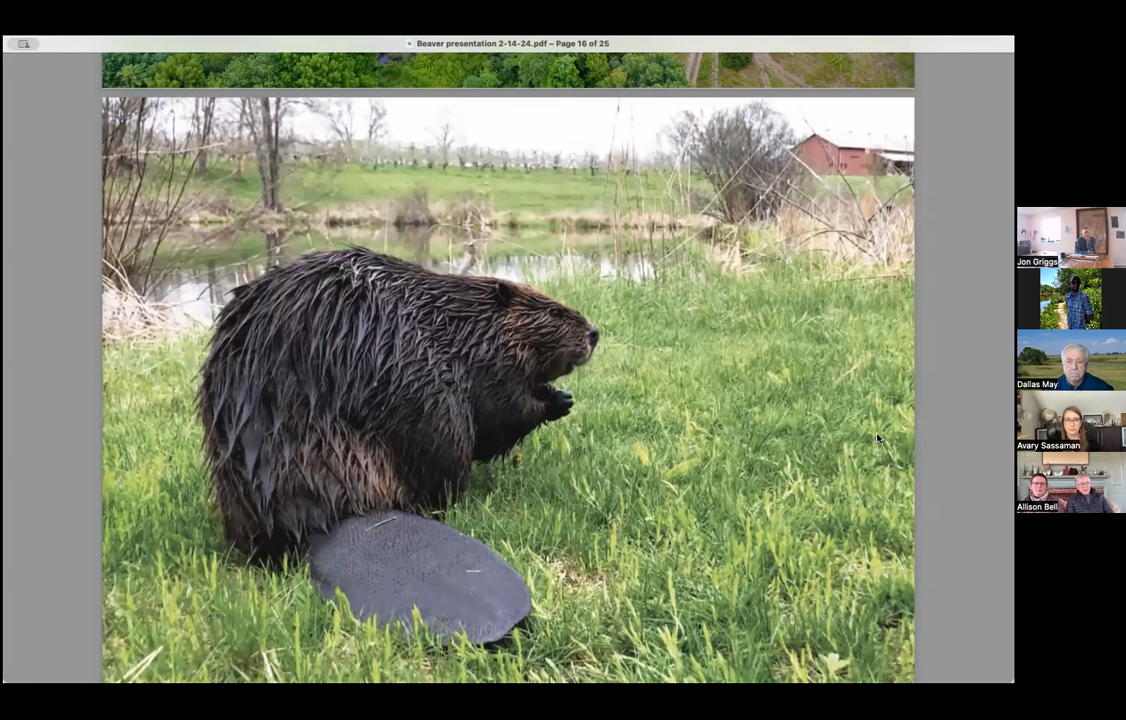 Beaver presentation 2-14-24.pdf – Page 16 of 25
Jon Griggs
Dallas May
Avary Sassaman
Allison Bell